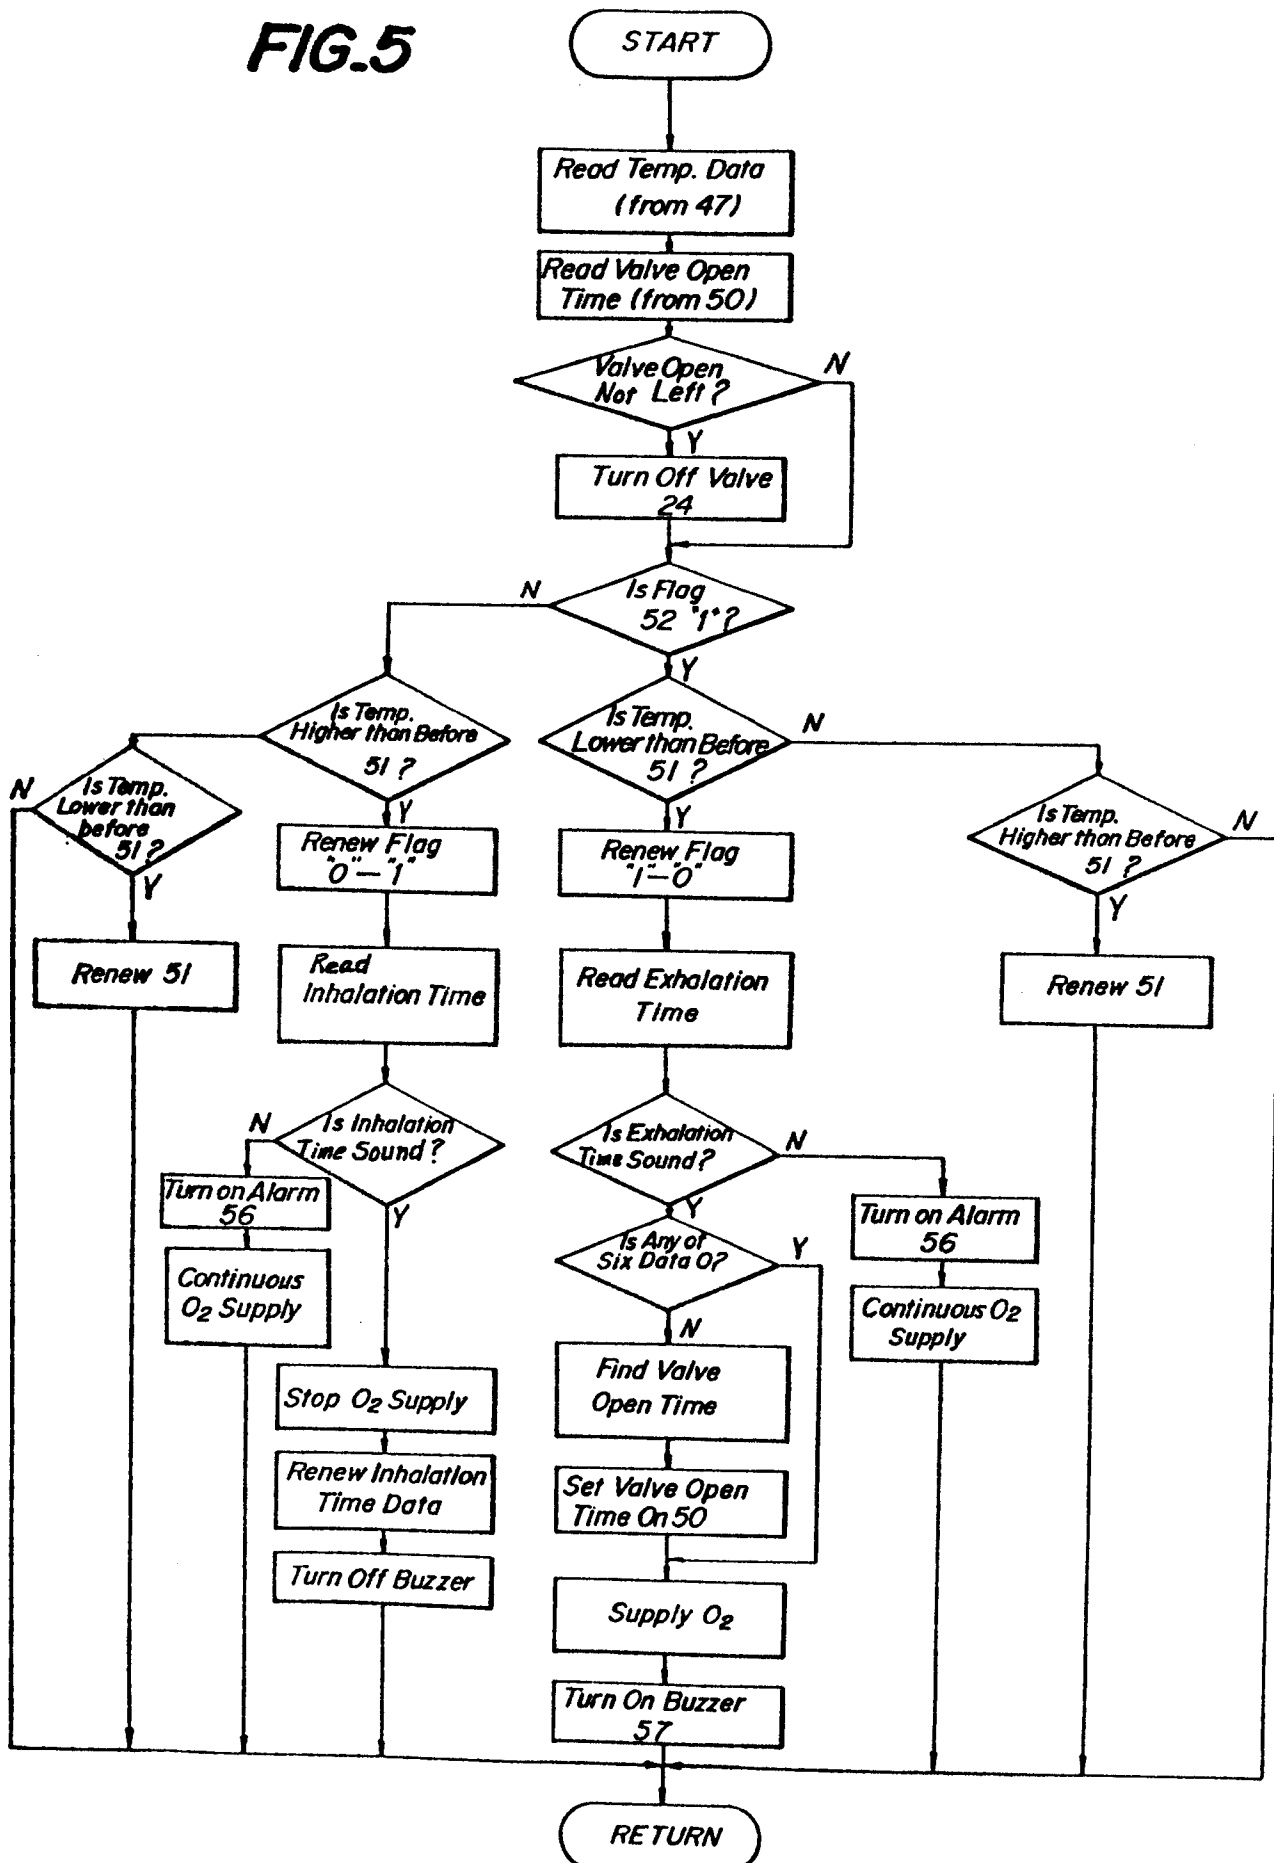 FIG.5
START
Read Temp. Data
(from 47)
Read Valve Open
Time (from 50)
Valve Open
Not Left?
N
Y
Turn Off Valve
24
Is Flag
52 "1"?
N
Y
Is Temp.
Higher than Before
51?
Y
Is Temp.
Lower than Before
51?
N
Y
Is Temp.
Lower than
before
51?
N
Y
Is Temp.
Higher than Before
51?
N
Y
Renew Flag
"0"—"1"
Renew Flag
"1"—"0"
Renew 51
Read
Inhalation Time
Read Exhalation
Time
Renew 51
Is Inhalation
Time Sound?
N
Y
Is Exhalation
Time Sound?
N
Y
Turn on Alarm
56
Continuous
O2 Supply
Is Any of
Six Data 0?
Y
N
Turn on Alarm
56
Continuous O2
Supply
Stop O2 Supply
Renew Inhalation
Time Data
Turn Off Buzzer
Find Valve
Open Time
Set Valve Open
Time On 50
Supply O2
Turn On Buzzer
57
RETURN